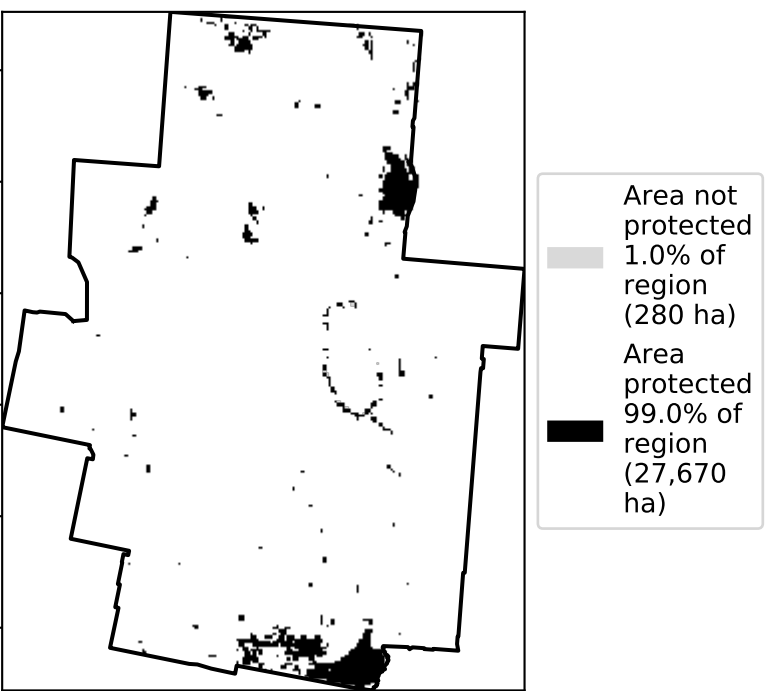 Area not
protected
1.0% of
region
(280 ha)
Area
protected
99.0% of
region
(27,670
ha)